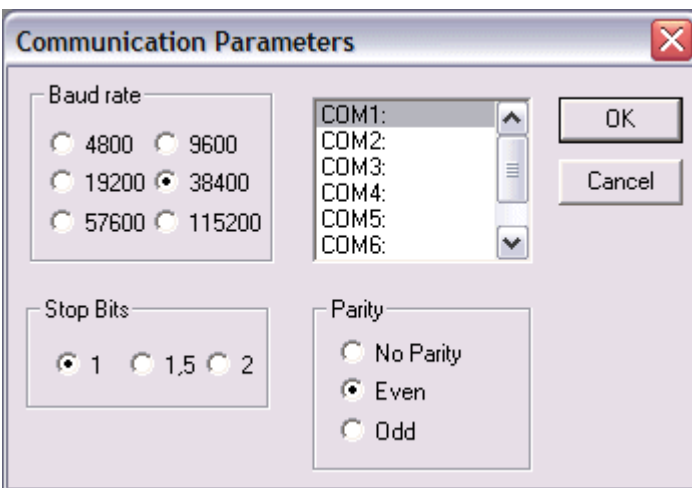 Communication Parameters
Baud rate
4800 9600
19200 38400
57600 115200
COM1:
COM2:
COM3:
COM4:
COM5:
COM6:
OK
Cancel
Stop Bits
1 1,5 2
Parity
No Parity
Even
Odd